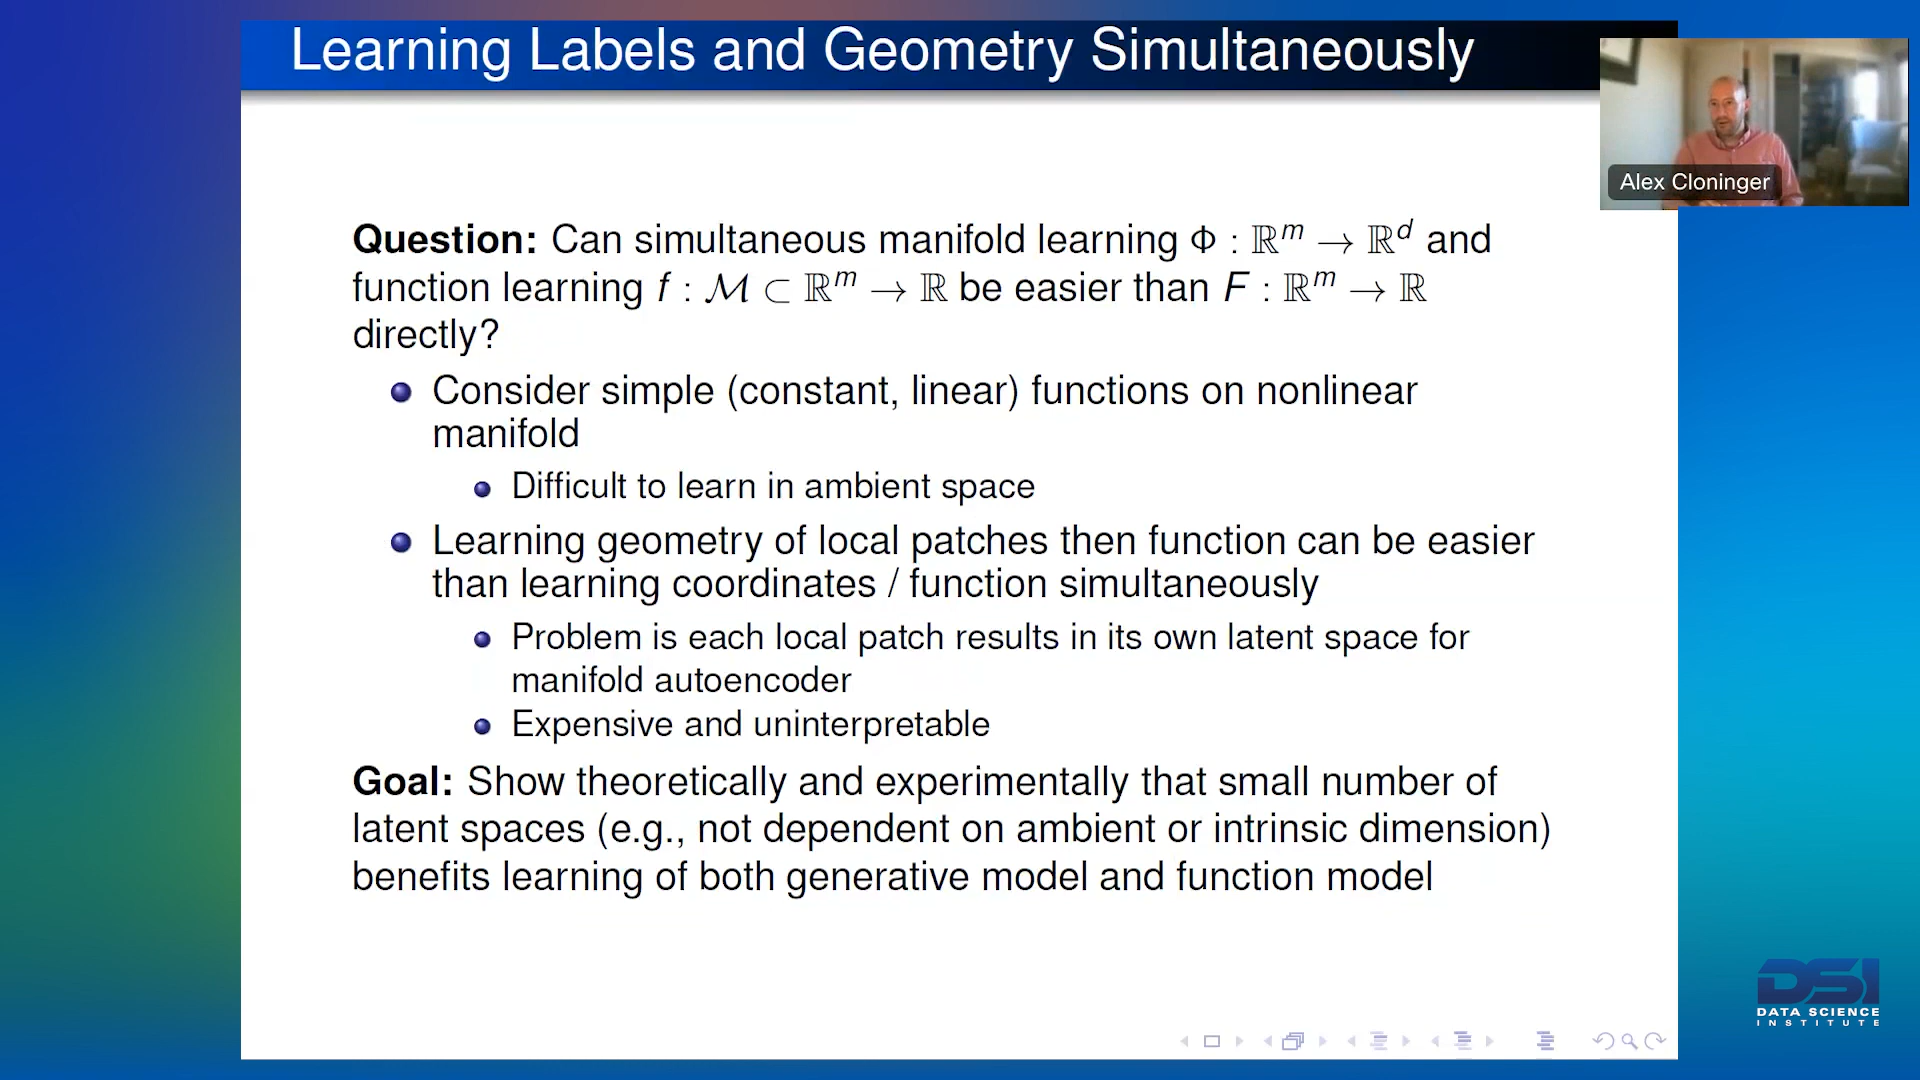 Learning Labels and Geometry Simultaneously
Alex Cloninger
Question: Can simultaneous manifold learning Φ : ℝᵐ → ℝᵈ and
function learning f : ℳ ⊂ ℝᵐ → ℝ be easier than F : ℝᵐ → ℝ
directly?
Consider simple (constant, linear) functions on nonlinear
manifold
Difficult to learn in ambient space
Learning geometry of local patches then function can be easier
than learning coordinates / function simultaneously
Problem is each local patch results in its own latent space for
manifold autoencoder
Expensive and uninterpretable
Goal: Show theoretically and experimentally that small number of
latent spaces (e.g., not dependent on ambient or intrinsic dimension)
benefits learning of both generative model and function model
DSI
DATA SCIENCE
INSTITUTE